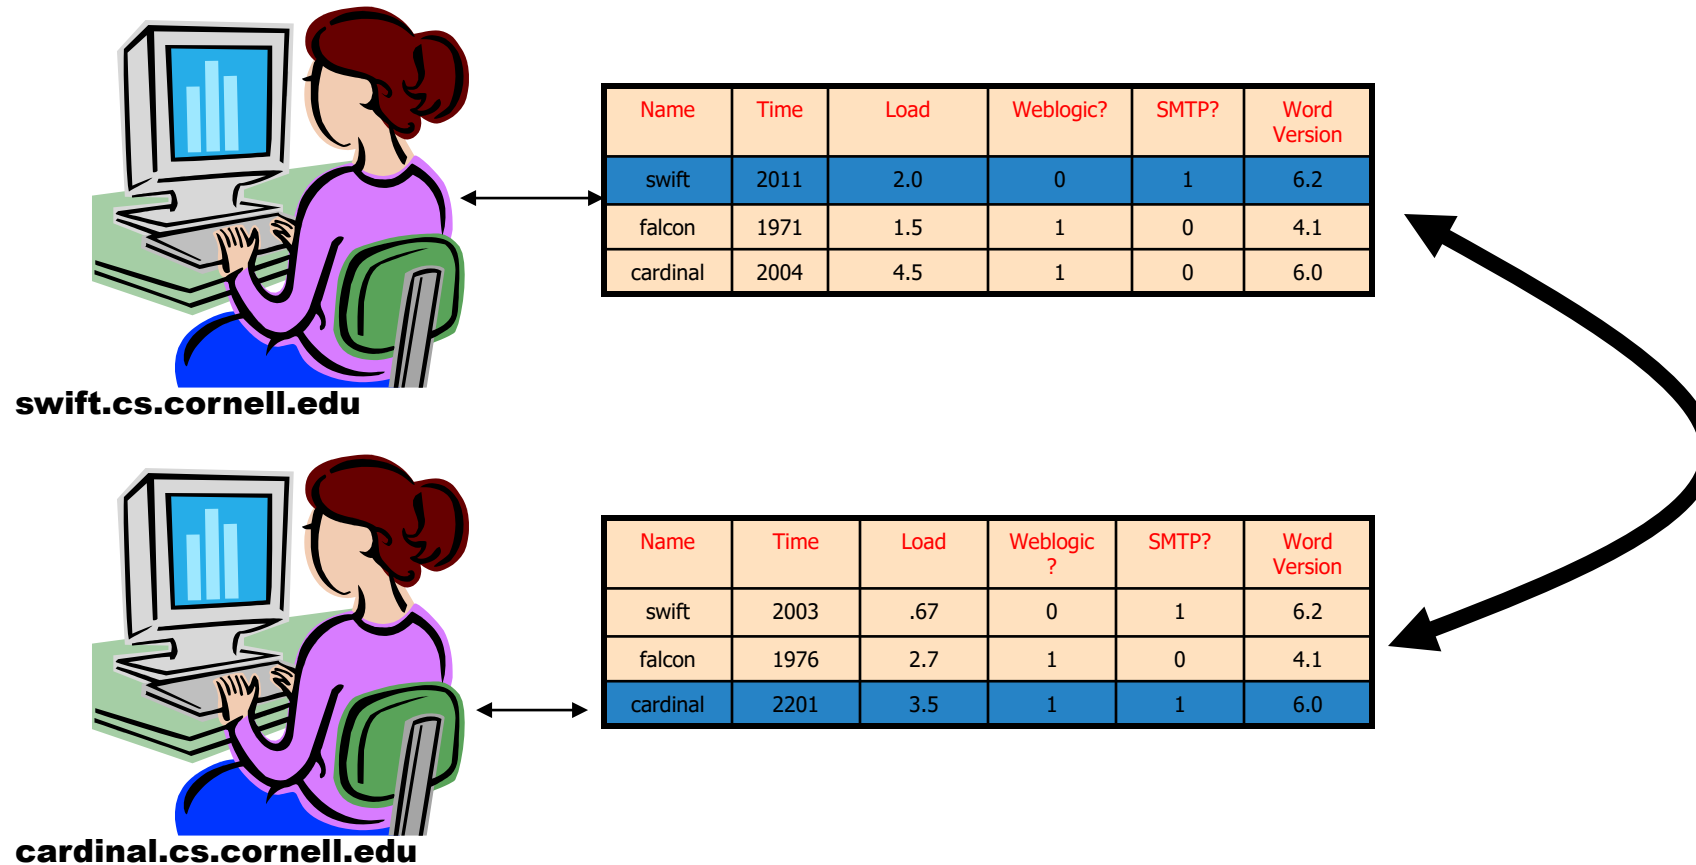 Name Time Load Weblogic? SMTP? Word
Version
swift 2011 2.0 0 1 6.2
falcon 1971 1.5 1 0 4.1
cardinal 2004 4.5 1 0 6.0
swift.cs.cornell.edu
Name Time Load Weblogic SMTP? Word
? Version
swift 2003 .67 0 1 6.2
falcon 1976 2.7 1 0 4.1
cardinal 2201 3.5 1 1 6.0
cardinal.cs.cornell.edu